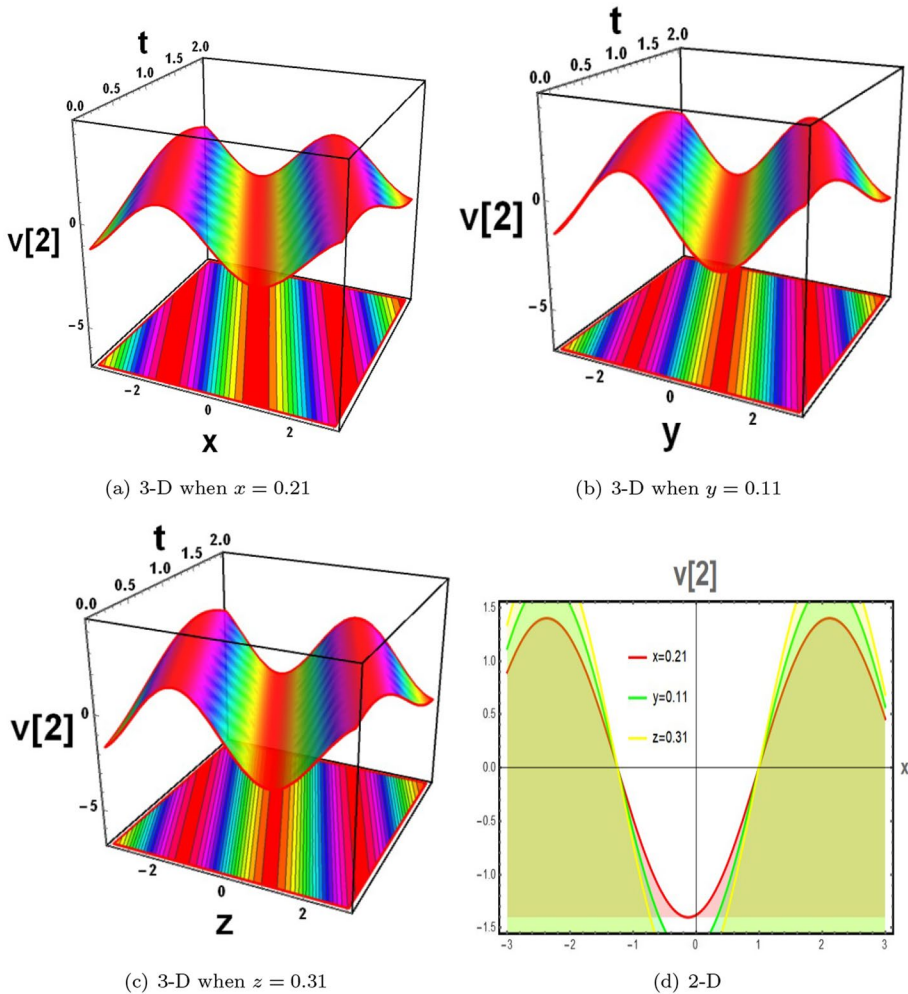 t
0.0 0.5 1.0 1.5 2.0
v[2]
0
−5
−2 0 2
x
(a) 3-D when x = 0.21
t
0.0 0.5 1.0 1.5 2.0
v[2]
0
−5
−2 0 2
y
(b) 3-D when y = 0.11
t
0.0 0.5 1.0 1.5 2.0
v[2]
0
−5
−2 0 2
z
(c) 3-D when z = 0.31
v[2]
1.5
1.0
0.5
0.0
-0.5
-1.0
-1.5
x=0.21
y=0.11
z=0.31
x
-3 -2 -1 0 1 2 3
(d) 2-D